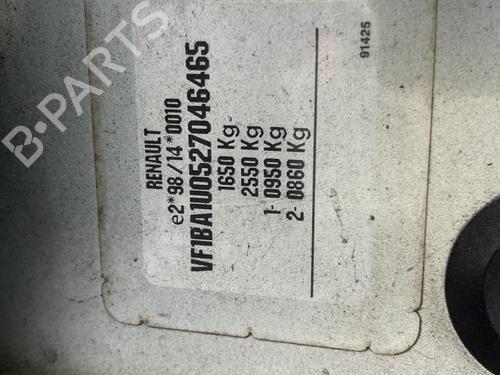 RENAULT
e2*98/14*0010
VF1BA1U0527046465
1650 Kg
2550 Kg
1- 0950 Kg
2- 0860 Kg
91425
B-PARTS